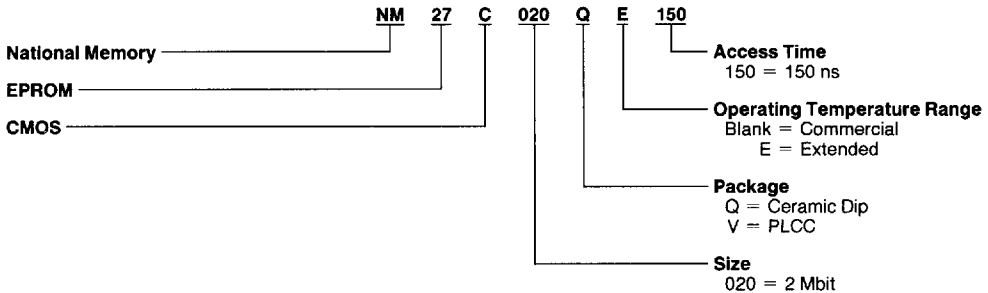 NM 27 C 020 Q E 150
National Memory
EPROM
CMOS
Access Time
150 = 150 ns
Operating Temperature Range
Blank = Commercial
E = Extended
Package
Q = Ceramic Dip
V = PLCC
Size
020 = 2 Mbit